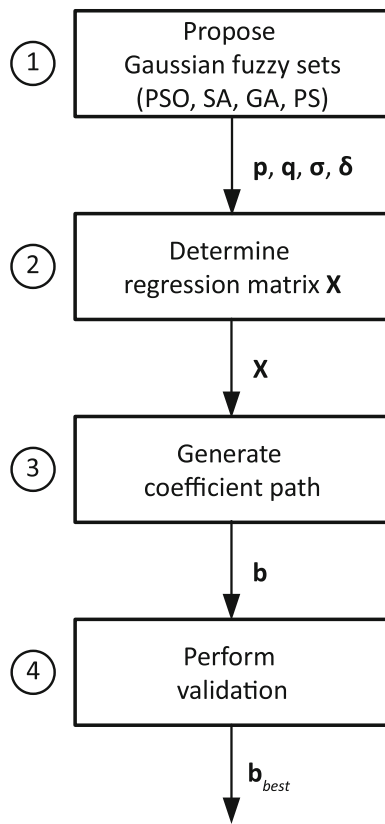 1
Propose
Gaussian fuzzy sets
(PSO, SA, GA, PS)
p, q, σ, δ
2
Determine
regression matrix X
X
3
Generate
coefficient path
b
4
Perform
validation
b_best